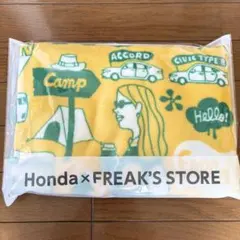 ACCORD
CIVIC TYPE R
Camp
Hello!
Honda×FREAK'S STORE